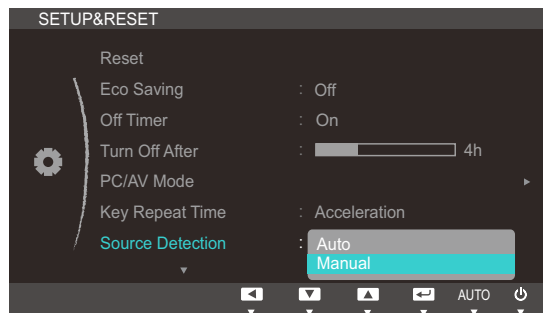 SETUP&RESET
Reset
Eco Saving : Off
Off Timer : On
Turn Off After : 4h
PC/AV Mode
Key Repeat Time : Acceleration
Source Detection : Auto
Manual
AUTO